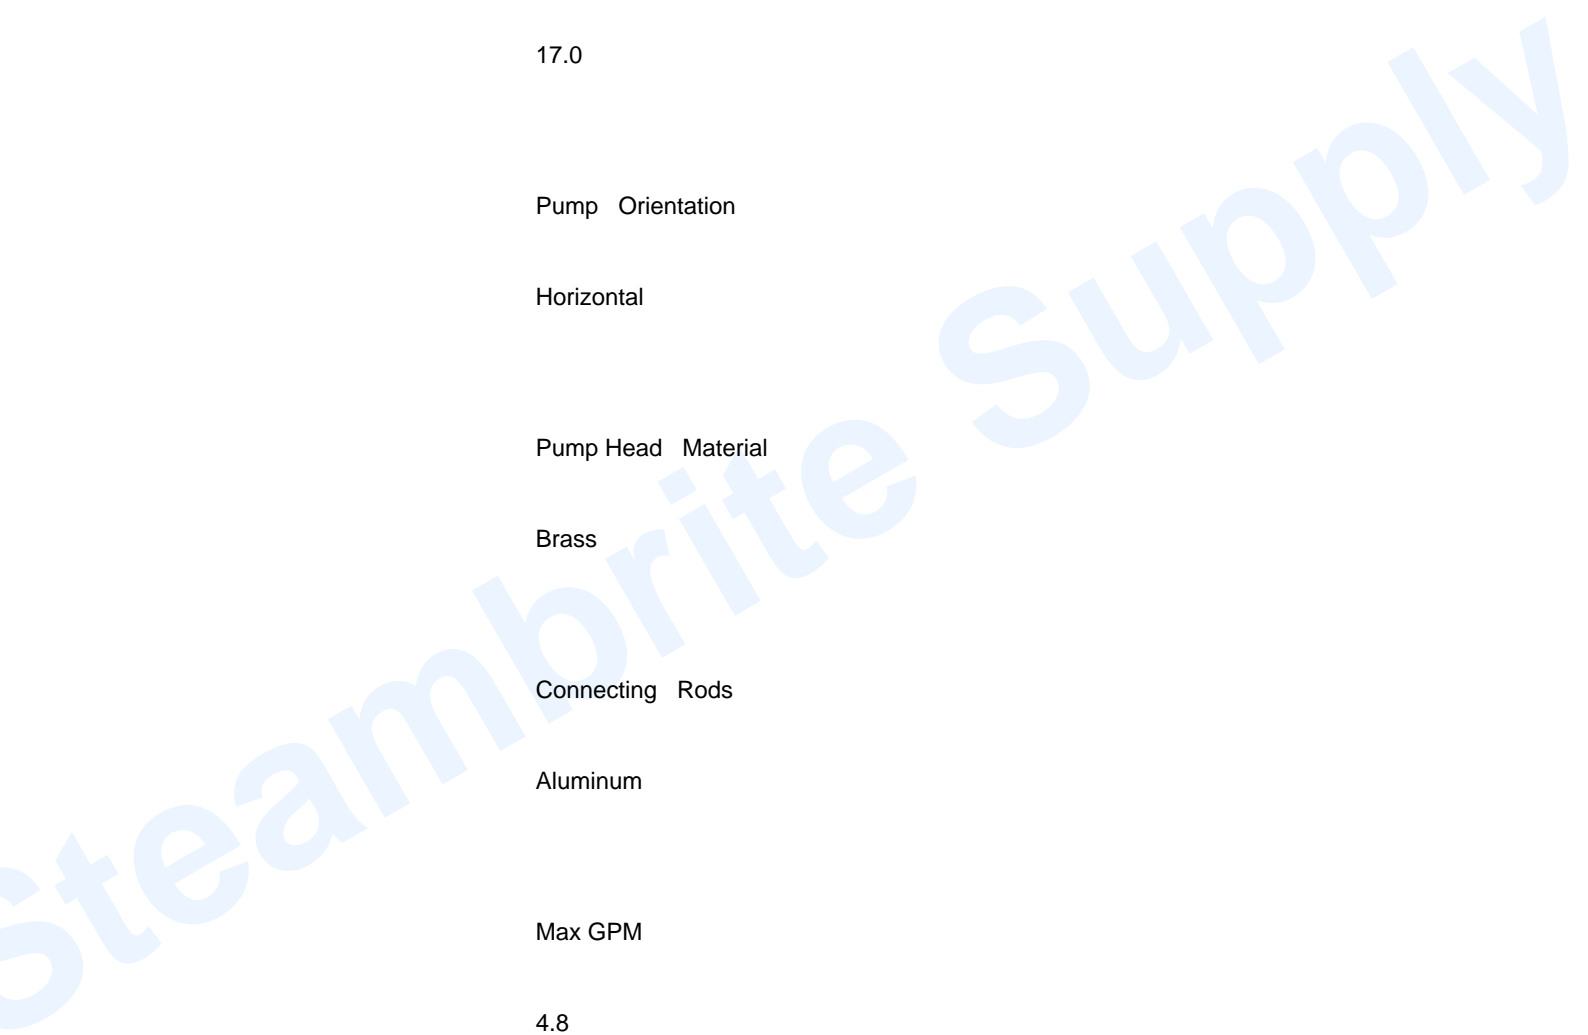 17.0
Pump Orientation
Horizontal
Pump Head Material
Brass
Connecting Rods
Aluminum
Max GPM
4.8
Steambrite Supply